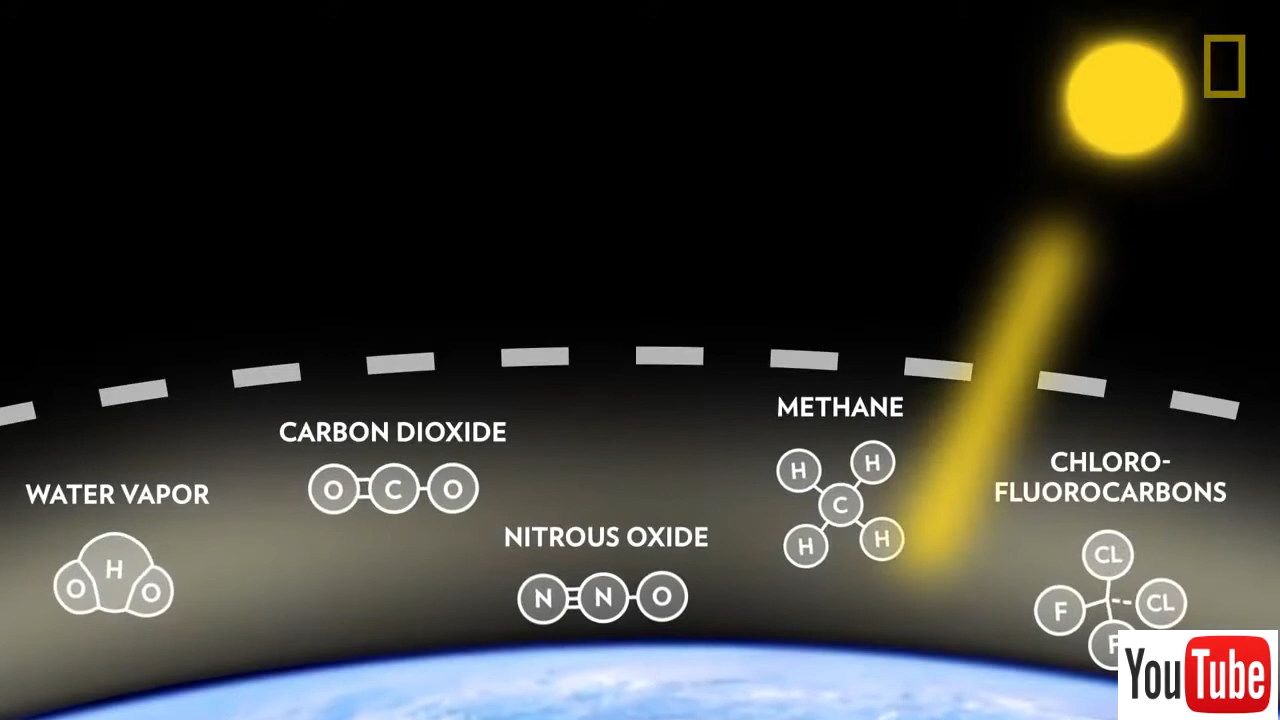 METHANE
CARBON DIOXIDE
H H
C
H H
CHLORO-
FLUOROCARBONS
WATER VAPOR
O C O
NITROUS OXIDE
H
O O
N N O
CL
F CL
F
YouTube